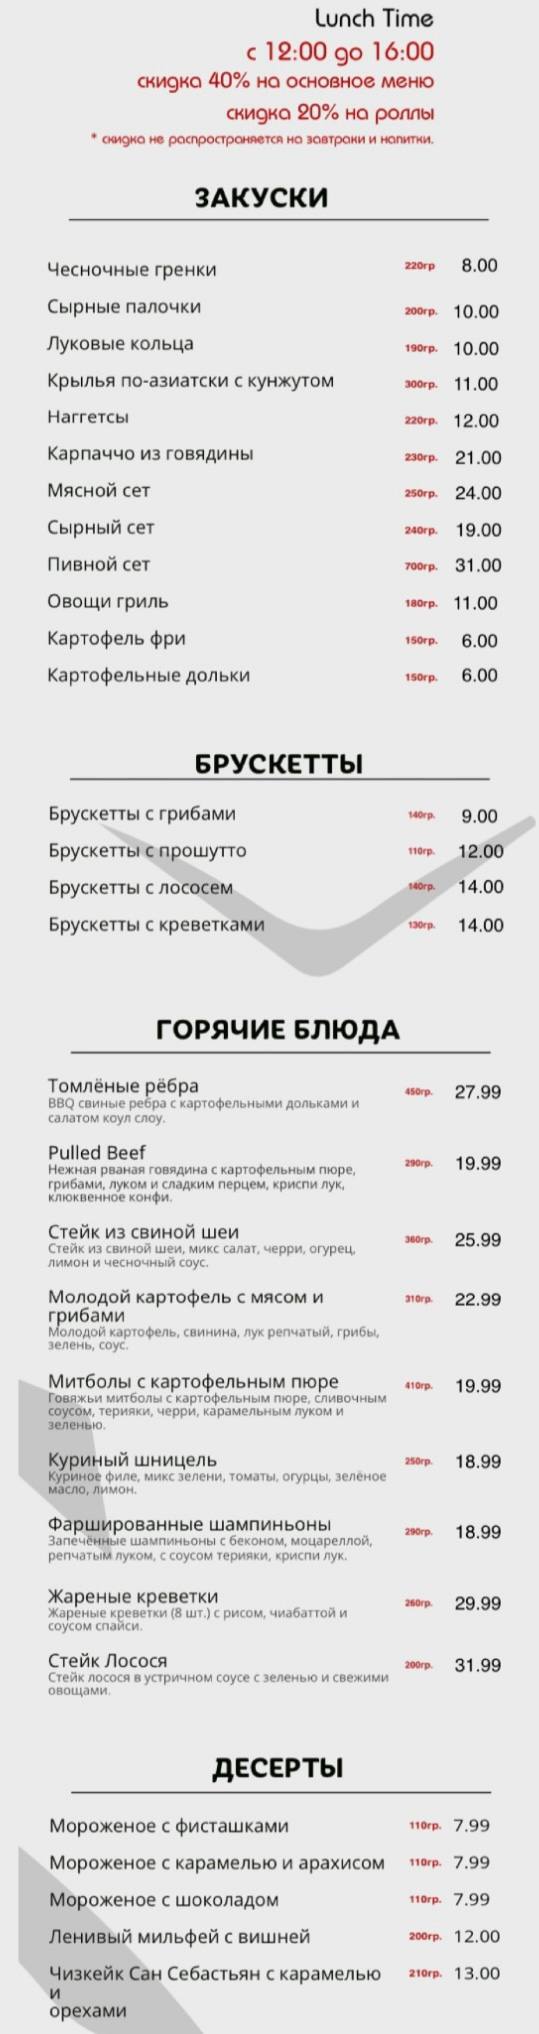 Lunch Time
с 12:00 до 16:00
скидка 40% на основное меню
скидка 20% на роллы
* скидка не распространяется на завтраки и напитки.
ЗАКУСКИ
Чесночные гренки 220гр 8.00
Сырные палочки 200гр. 10.00
Луковые кольца 190гр. 10.00
Крылья по-азиатски с кунжутом 300гр. 11.00
Наггетсы 220гр. 12.00
Карпаччо из говядины 230гр. 21.00
Мясной сет 250гр. 24.00
Сырный сет 240гр. 19.00
Пивной сет 700гр. 31.00
Овощи гриль 180гр. 11.00
Картофель фри 150гр. 6.00
Картофельные дольки 150гр. 6.00
БРУСКЕТТЫ
Брускетты с грибами 140гр. 9.00
Брускетты с прошутто 110гр. 12.00
Брускетты с лососем 140гр. 14.00
Брускетты с креветками 130гр. 14.00
ГОРЯЧИЕ БЛЮДА
Томлёные рёбра 450гр. 27.99
BBQ свиные ребра с картофельными дольками и
салатом коул слоу.
Pulled Beef 290гр. 19.99
Нежная рваная говядина с картофельным пюре,
грибами, луком и сладким перцем, криспи лук,
клюквенное конфи.
Стейк из свиной шеи 360гр. 25.99
Стейк из свиной шеи, микс салат, черри, огурец,
лимон и чесночный соус.
Молодой картофель с мясом и 310гр. 22.99
грибами
Молодой картофель, свинина, лук репчатый, грибы,
зелень, соус.
Митболы с картофельным пюре 410гр. 19.99
Говяжьи митболы с картофельным пюре, сливочным
соусом, терияки, черри, карамельным луком и
зеленью.
Куриный шницель 250гр. 18.99
Куриное филе, микс зелени, томаты, огурцы, зелёное
масло, лимон.
Фаршированные шампиньоны 290гр. 18.99
Запечённые шампиньоны с беконом, моцареллой,
репчатым луком, с соусом терияки, криспи лук.
Жареные креветки 260гр. 29.99
Жареные креветки (8 шт.) с рисом, чиабаттой и
соусом спайси.
Стейк Лосося 200гр. 31.99
Стейк лосося в устричном соусе с зеленью и свежими
овощами.
ДЕСЕРТЫ
Мороженое с фисташками 110гр. 7.99
Мороженое с карамелью и арахисом 110гр. 7.99
Мороженое с шоколадом 110гр. 7.99
Ленивый мильфей с вишней 200гр. 12.00
Чизкейк Сан Себастьян с карамелью 210гр. 13.00
и
орехами